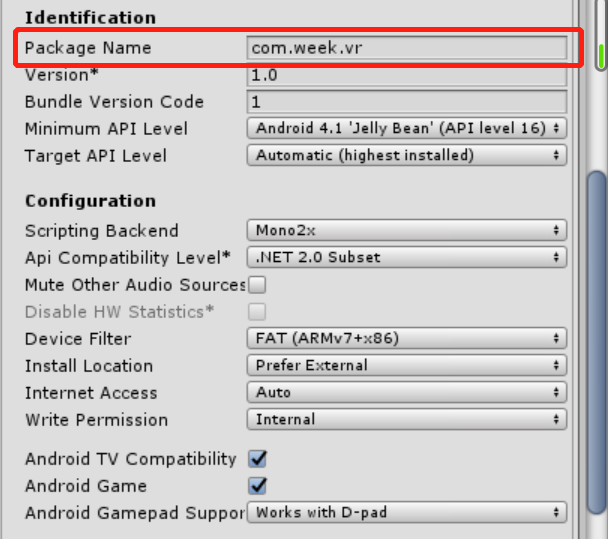 Identification
Package Name com.week.vr
Version* 1.0
Bundle Version Code 1
Minimum API Level Android 4.1 'Jelly Bean' (API level 16)
Target API Level Automatic (highest installed)
Configuration
Scripting Backend Mono2x
Api Compatibility Level* .NET 2.0 Subset
Mute Other Audio Sources
Disable HW Statistics*
Device Filter FAT (ARMv7+x86)
Install Location Prefer External
Internet Access Auto
Write Permission Internal
Android TV Compatibility
Android Game
Android Gamepad Suppor Works with D-pad